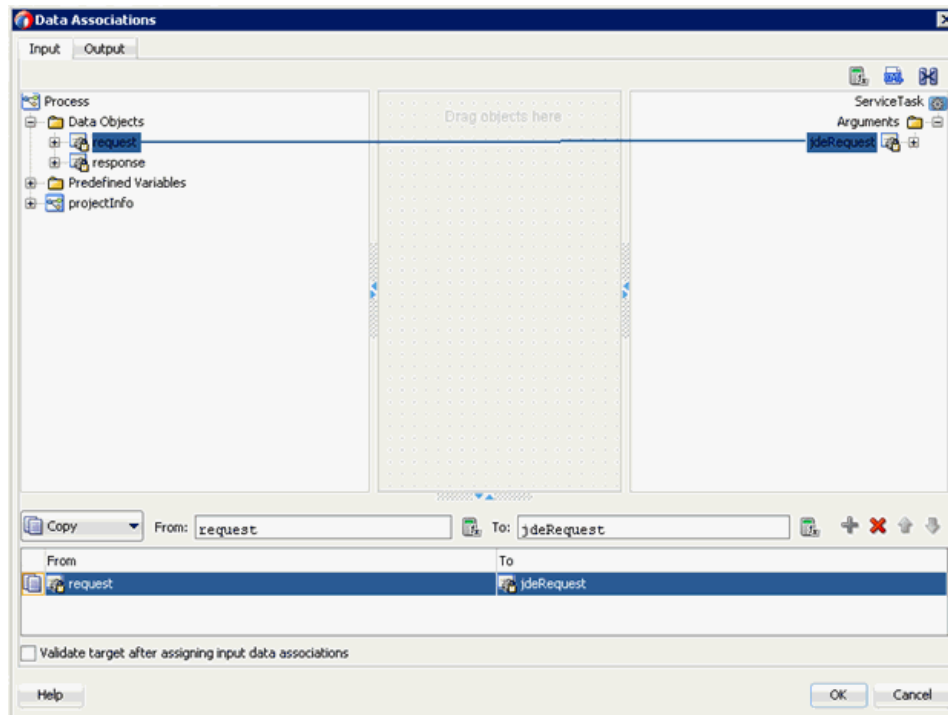 Data Associations
Input Output
Process ServiceTask
Data Objects Drag objects here Arguments
request jdeRequest
response
Predefined Variables
projectInfo
Copy From: request To: jdeRequest
From To
request jdeRequest
Validate target after assigning input data associations
Help OK Cancel